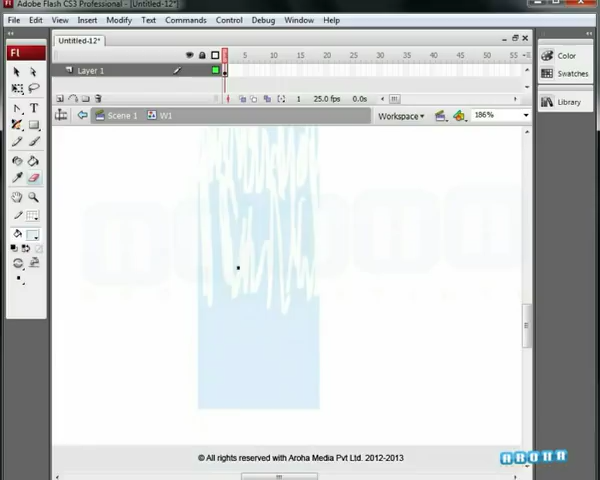 Adobe Flash CS3 Professional - [Untitled-12*]
File Edit View Insert Modify Text Commands Control Debug Window Help
Fl
Untitled-12*
5 10 15 20 25 30 35 40 45 50 55
Layer 1
1 25.0 fps 0.0s
Scene 1 W1
Workspace 186%
Color
Swatches
Library
© All rights reserved with Aroha Media Pvt Ltd. 2012-2013
AROHA